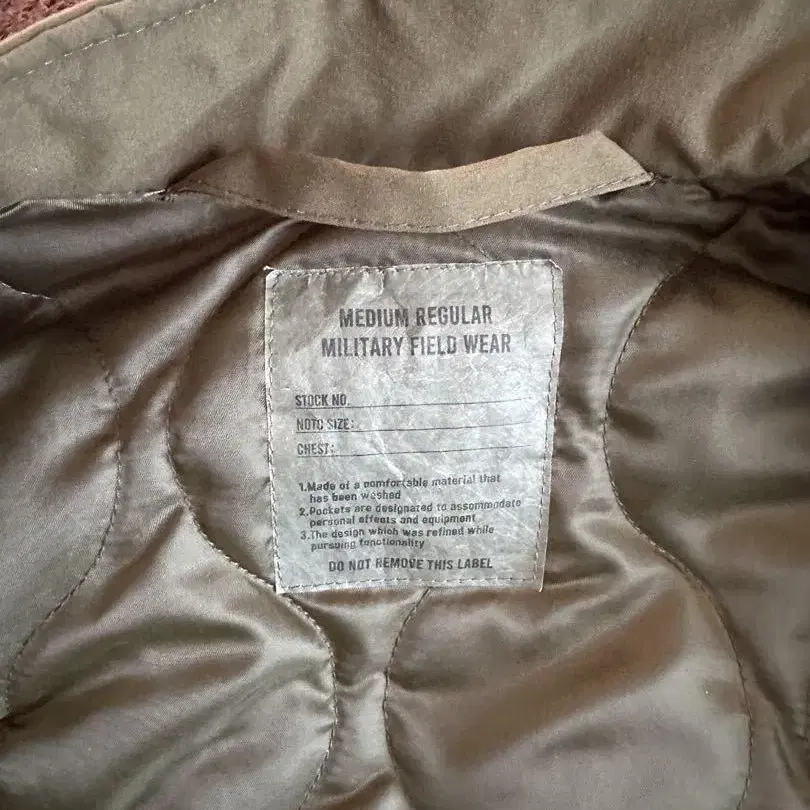 MEDIUM REGULAR
MILITARY FIELD WEAR
STOCK NO.
NOTC SIZE:
CHEST:
1.Made of a comfortable material that
has been washed
2.Pockets are designated to assommodate
personal effects and equipment
3.The design which was refined while
pursuing fonctionality
DO NOT REMOVE THIS LABEL